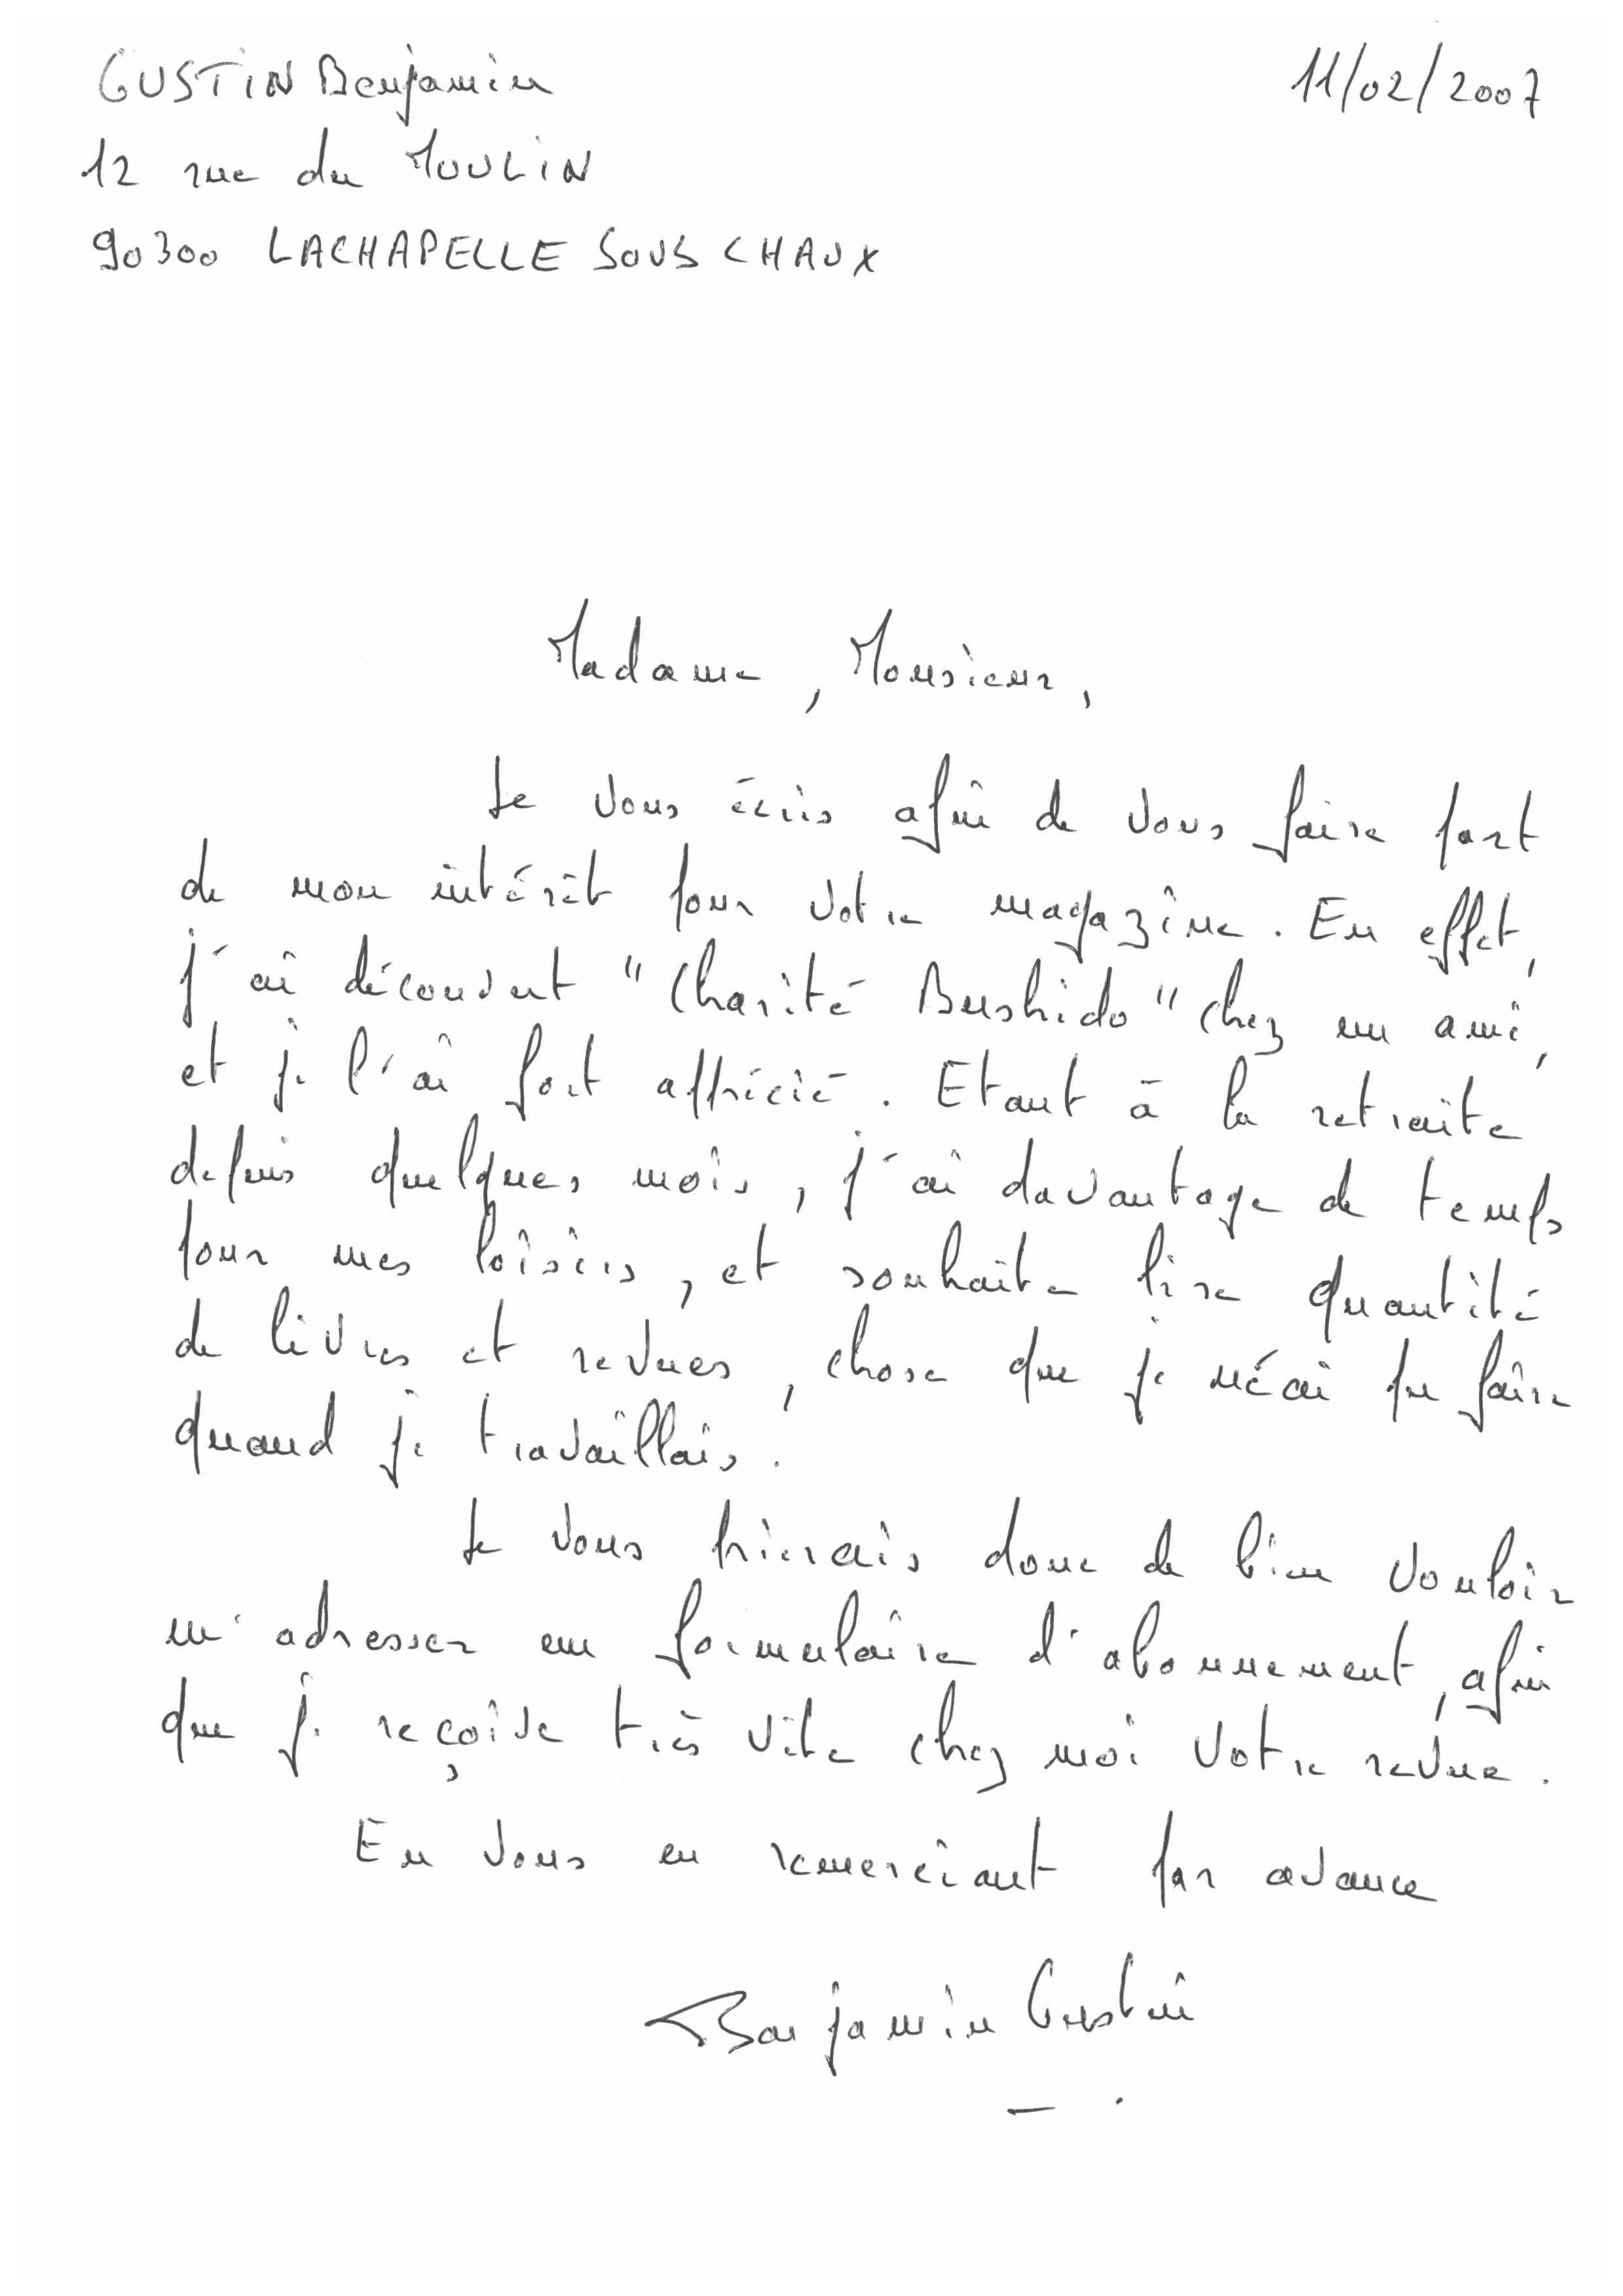 GUSTIN Benjamin
11/02/2007
12 rue du MOULIN
90300 LACHAPELLE SOUS CHAUX
Madame, Monsieur,
Je vous écris afin de vous faire part
de mon intérêt pour votre magazine. En effet,
j'ai découvert "Charité Bushido" chez un ami,
et je l'ai fort apprécié. Etant à la retraite
depuis quelques mois, j'ai davantage de temps
pour mes loisirs, et souhaite lire quantité
de livres et revues, chose que je n'ai pu faire
quand je travaillais.
Je vous prierais donc de bien vouloir
m'adresser un formulaire d'abonnement, afin
que je reçoive très vite chez moi votre revue.
En vous en remerciant par avance
Benjamin Gustin